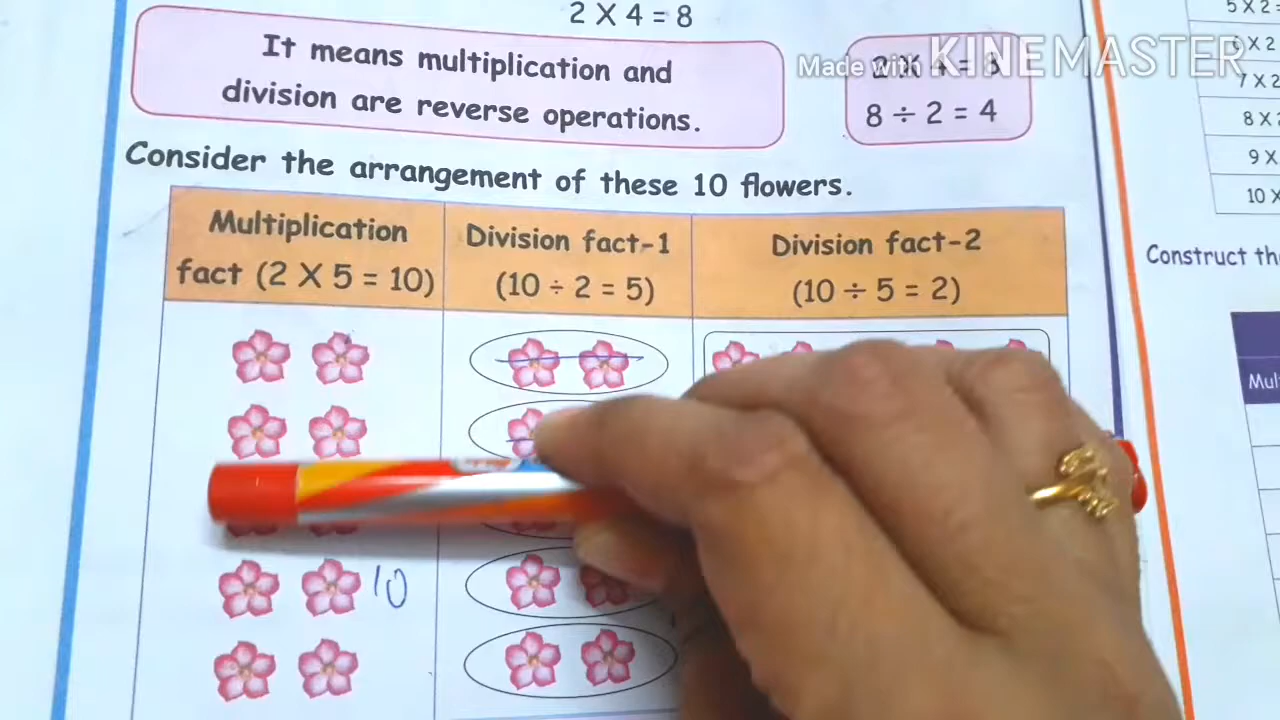 2 X 4 = 8
It means multiplication and
division are reverse operations.
Made with KINEMASTER
8 ÷ 2 = 4
Consider the arrangement of these 10 flowers.
Multiplication
fact (2 X 5 = 10)
Division fact-1
(10 ÷ 2 = 5)
Division fact-2
(10 ÷ 5 = 2)
10
5 X 2 =
6 X 2
7 X 2
8 X 2
9 X
10 X
Construct th
Mul